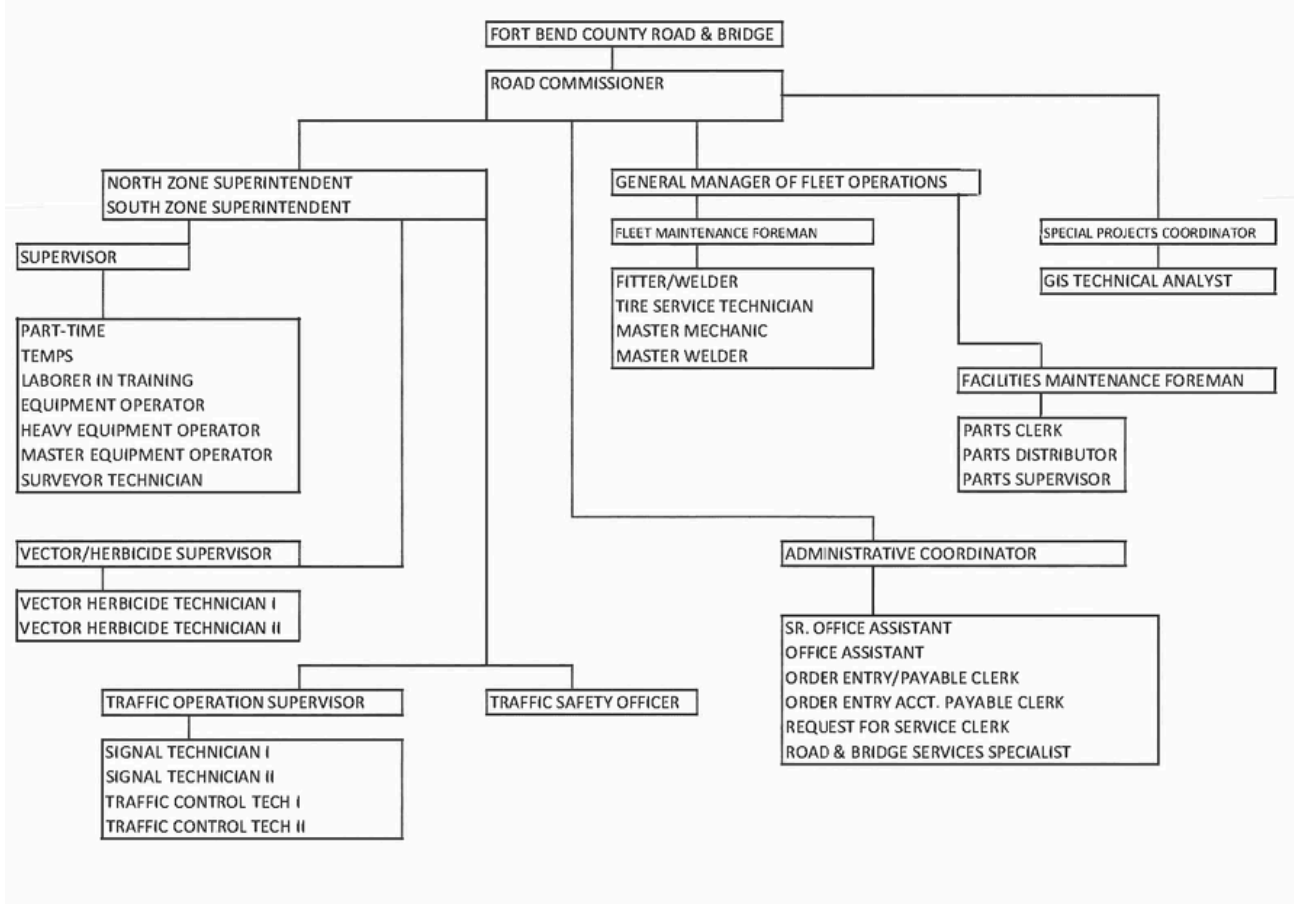 FORT BEND COUNTY ROAD & BRIDGE
ROAD COMMISSIONER
NORTH ZONE SUPERINTENDENT
SOUTH ZONE SUPERINTENDENT
SUPERVISOR
PART-TIME
TEMPS
LABORER IN TRAINING
EQUIPMENT OPERATOR
HEAVY EQUIPMENT OPERATOR
MASTER EQUIPMENT OPERATOR
SURVEYOR TECHNICIAN
VECTOR/HERBICIDE SUPERVISOR
VECTOR HERBICIDE TECHNICIAN I
VECTOR HERBICIDE TECHNICIAN II
TRAFFIC OPERATION SUPERVISOR
SIGNAL TECHNICIAN I
SIGNAL TECHNICIAN II
TRAFFIC CONTROL TECH I
TRAFFIC CONTROL TECH II
TRAFFIC SAFETY OFFICER
GENERAL MANAGER OF FLEET OPERATIONS
FLEET MAINTENANCE FOREMAN
FITTER/WELDER
TIRE SERVICE TECHNICIAN
MASTER MECHANIC
MASTER WELDER
SPECIAL PROJECTS COORDINATOR
GIS TECHNICAL ANALYST
FACILITIES MAINTENANCE FOREMAN
PARTS CLERK
PARTS DISTRIBUTOR
PARTS SUPERVISOR
ADMINISTRATIVE COORDINATOR
SR. OFFICE ASSISTANT
OFFICE ASSISTANT
ORDER ENTRY/PAYABLE CLERK
ORDER ENTRY ACCT. PAYABLE CLERK
REQUEST FOR SERVICE CLERK
ROAD & BRIDGE SERVICES SPECIALIST